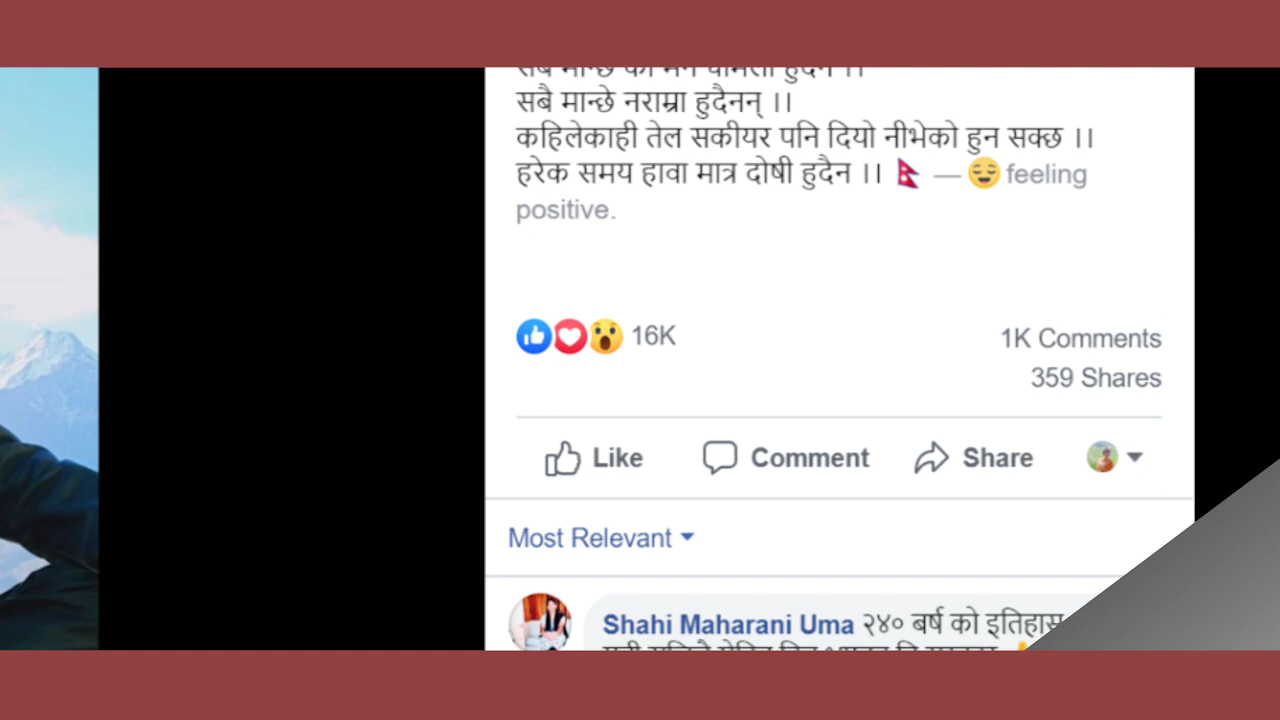 सबै मान्छे नराम्रा हुदैनन् ।।
कहिलेकाही तेल सकीयर पनि दियो नीभेको हुन सक्छ ।।
हरेक समय हावा मात्र दोषी हुदैन ।। 🇳🇵 — 😌 feeling
positive.
16K
1K Comments
359 Shares
Like Comment Share
Most Relevant
Shahi Maharani Uma २४० बर्ष को इतिहास